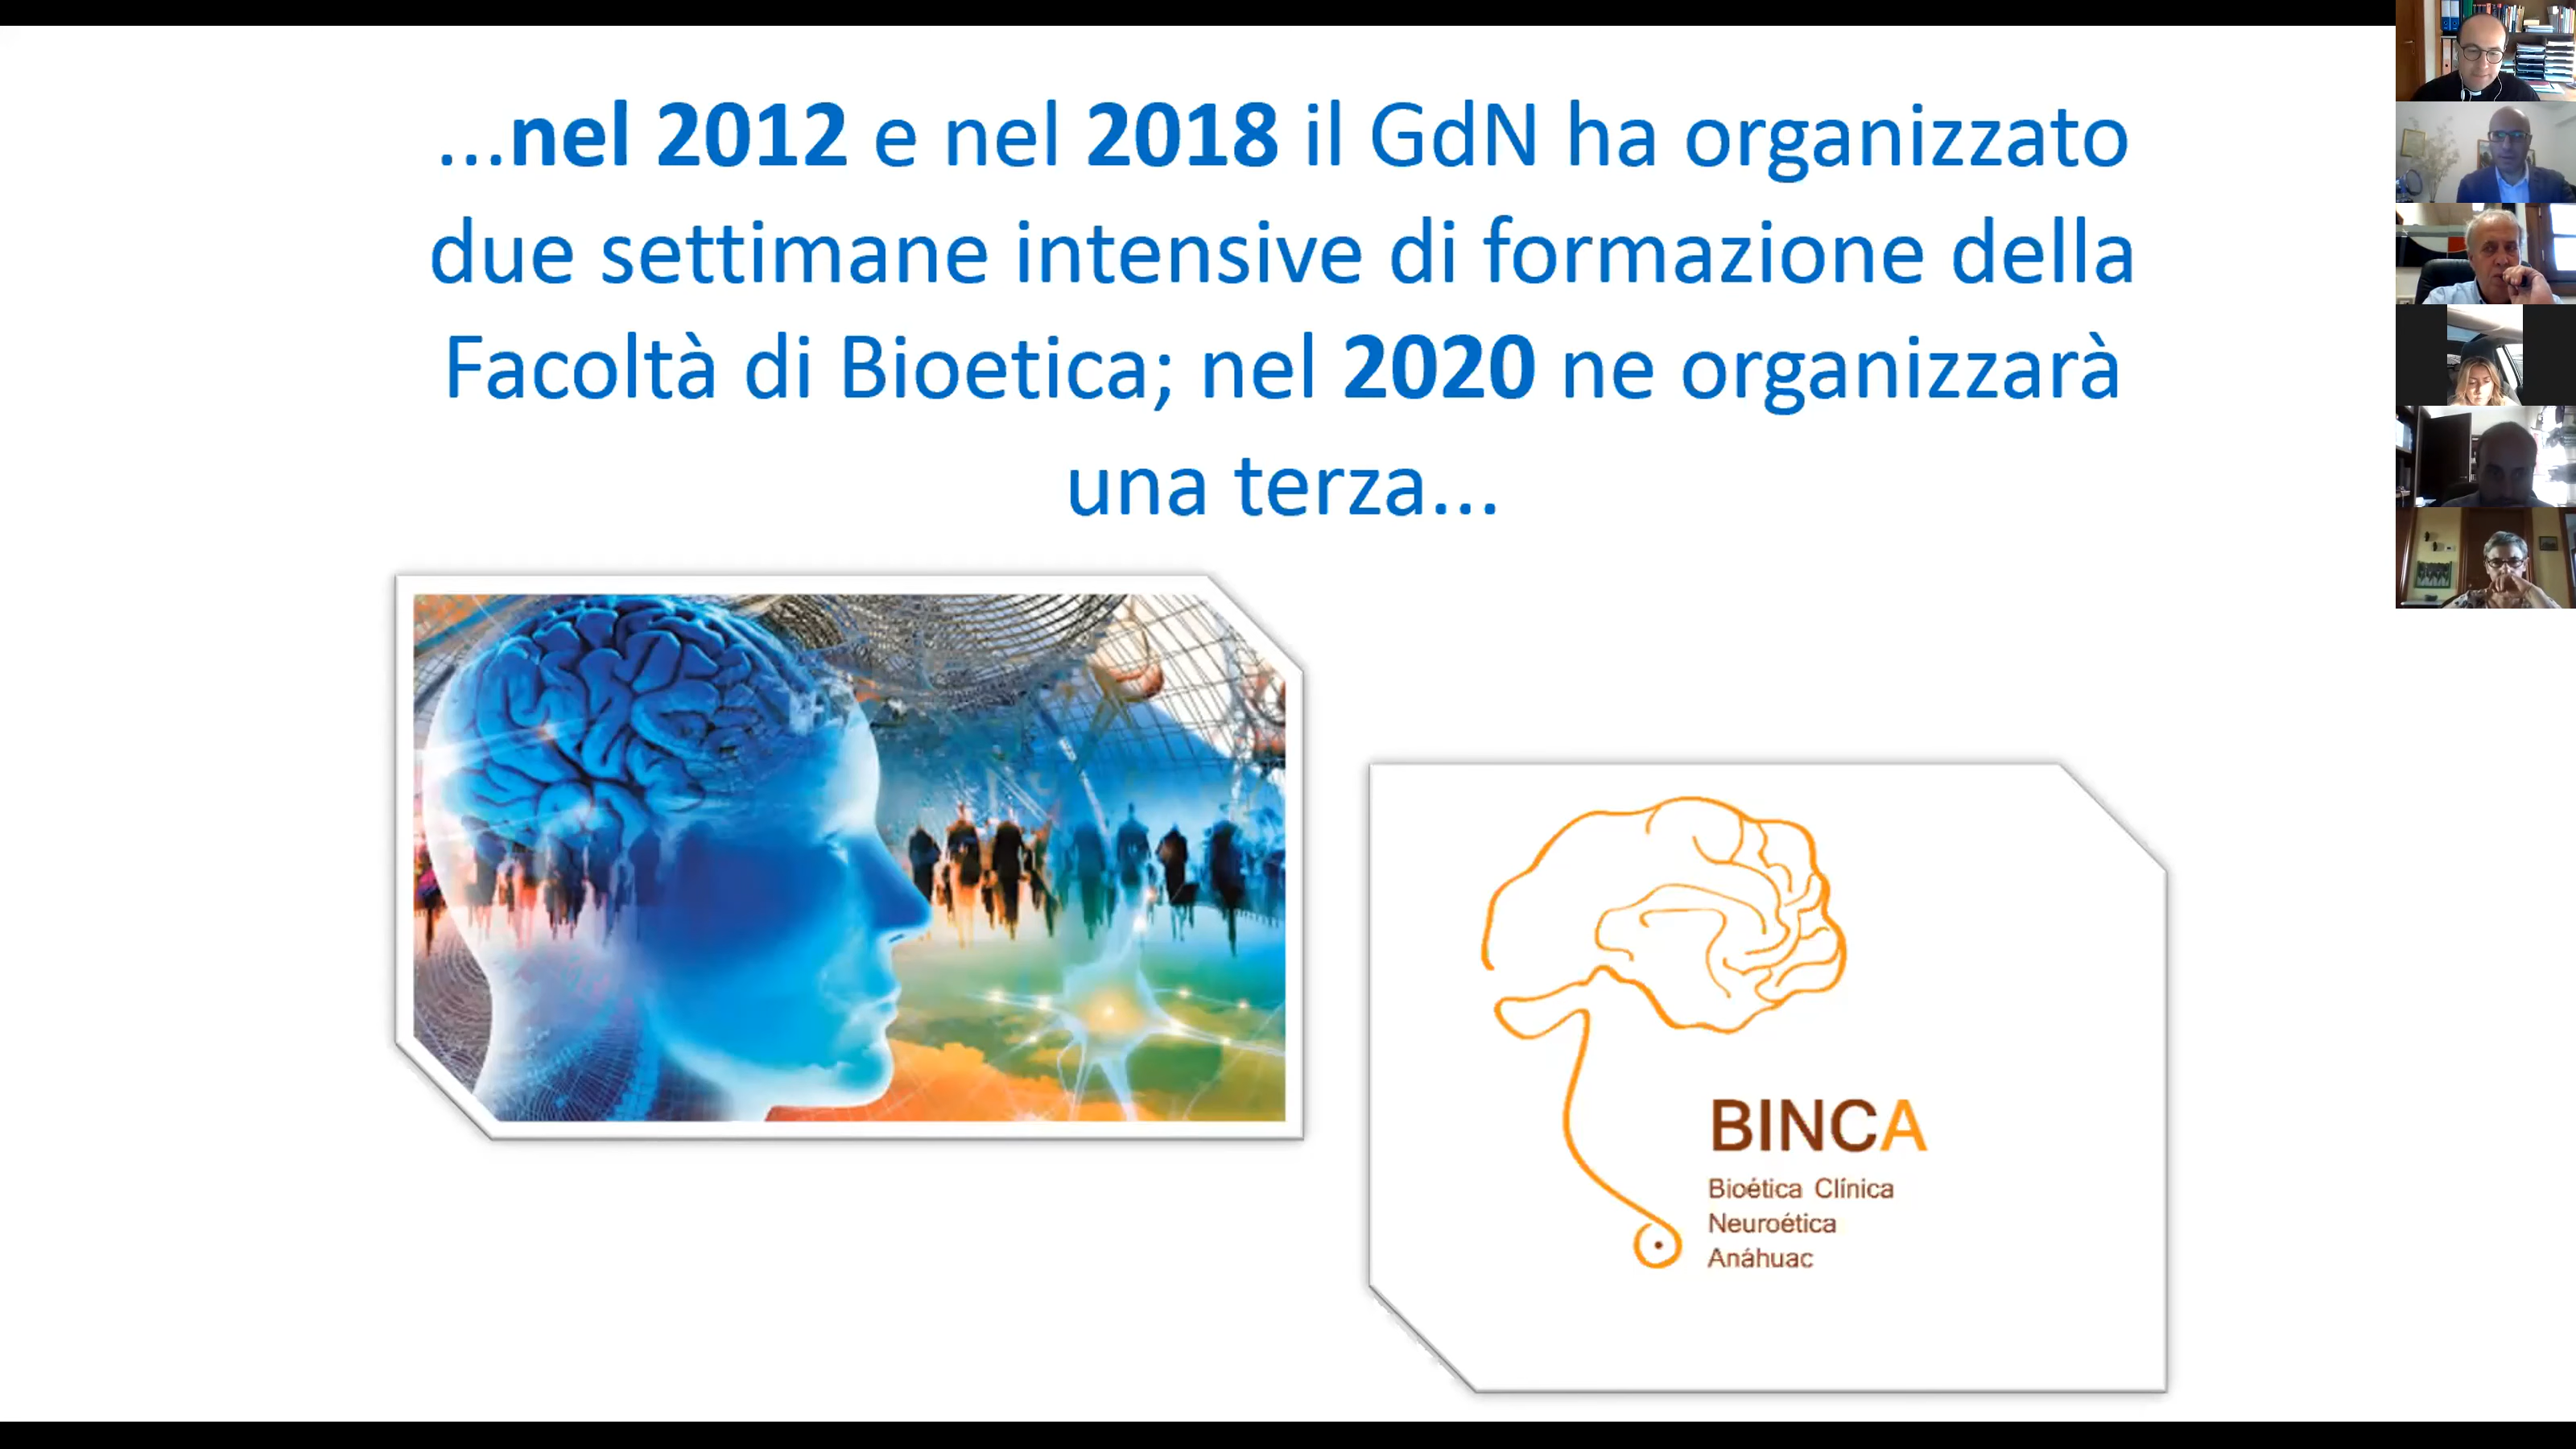 ...nel 2012 e nel 2018 il GdN ha organizzato
due settimane intensive di formazione della
Facoltà di Bioetica; nel 2020 ne organizzarà
una terza...
BINCA
Bioética Clínica
Neuroética
Anáhuac